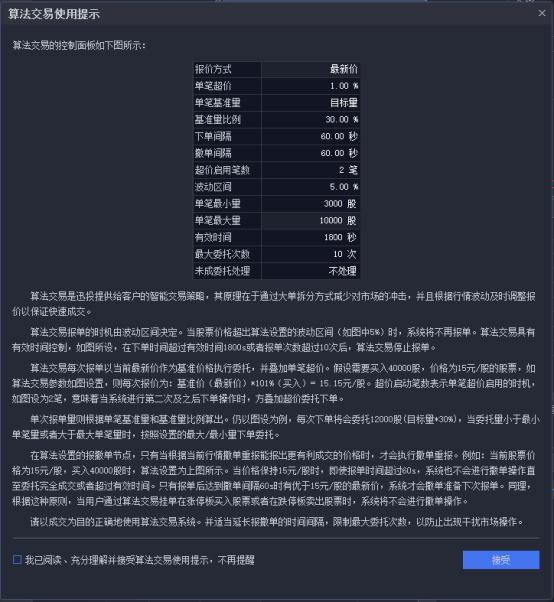 算法交易使用提示
算法交易的控制面板如下图所示:
报价方式 最新价
单笔超价 1.00 %
单笔基准量 目标量
基准量比例 30.00 %
下单间隔 60.00 秒
撤单间隔 60.00 秒
超价启用笔数 2 笔
波动区间 5.00 %
单笔最小量 3000 股
单笔最大量 10000 股
有效时间 1800 秒
最大委托次数 10 次
未成委托处理 不处理
算法交易是迅投提供给客户的智能交易策略，其原理在于通过大单拆分方式减少对市场的冲击，并且根据行情波动及时调整报
价以保证快速成交。
算法交易报单的时机由波动区间决定。当股票价格超出算法设置的波动区间（如图中5%）时，系统将不再报单。算法交易具有
有效时间控制，如图所设，在下单时间超过有效时间1800s或者报单次数超过10次后，算法交易停止报单。
算法交易每次报单以当前最新价作为基准价格执行委托，并叠加单笔超价。假设需要买入40000股，价格为15元/股的股票，如
算法交易参数如图设置，则每次报价为：基准价（最新价）*101%（买入）= 15.15元/股。超价启动笔数表示单笔超价启用的时机，
如图设为2笔，意味着当系统进行第二次及之后下单操作时，方叠加超价委托下单。
单次报单量则根据单笔基准量和基准量比例算出。仍以图设为例，每次下单将会委托12000股(目标量*30%)，当委托量小于最小
单笔量或者大于最大单笔量时，按照设置的最大/最小量下单委托。
在算法设置的报撤单节点，只有当根据当前行情撤单重报能报出更有利成交的价格时，才会执行撤单重报。例如：当前股票价
格为15元/股，买入40000股时，算法设置为上图所示。当价格保持15元/股时，即使报单时间超过60s，系统也不会进行撤单操作直
至委托完全成交或者超过有效时间。只有报单后达到撤单间隔60s时有优于15元/股的最新价，系统才会撤单准备下次报单。同理，
根据这种原则，当用户通过算法交易挂单在涨停板买入股票或者在跌停板卖出股票时，系统将不会进行撤单操作。
请以成交为目的正确地使用算法交易系统。并适当延长报撤单的时间间隔，限制最大委托次数，以防止出现干扰市场操作。
我已阅读、充分理解并接受算法交易使用提示，不再提醒
接受